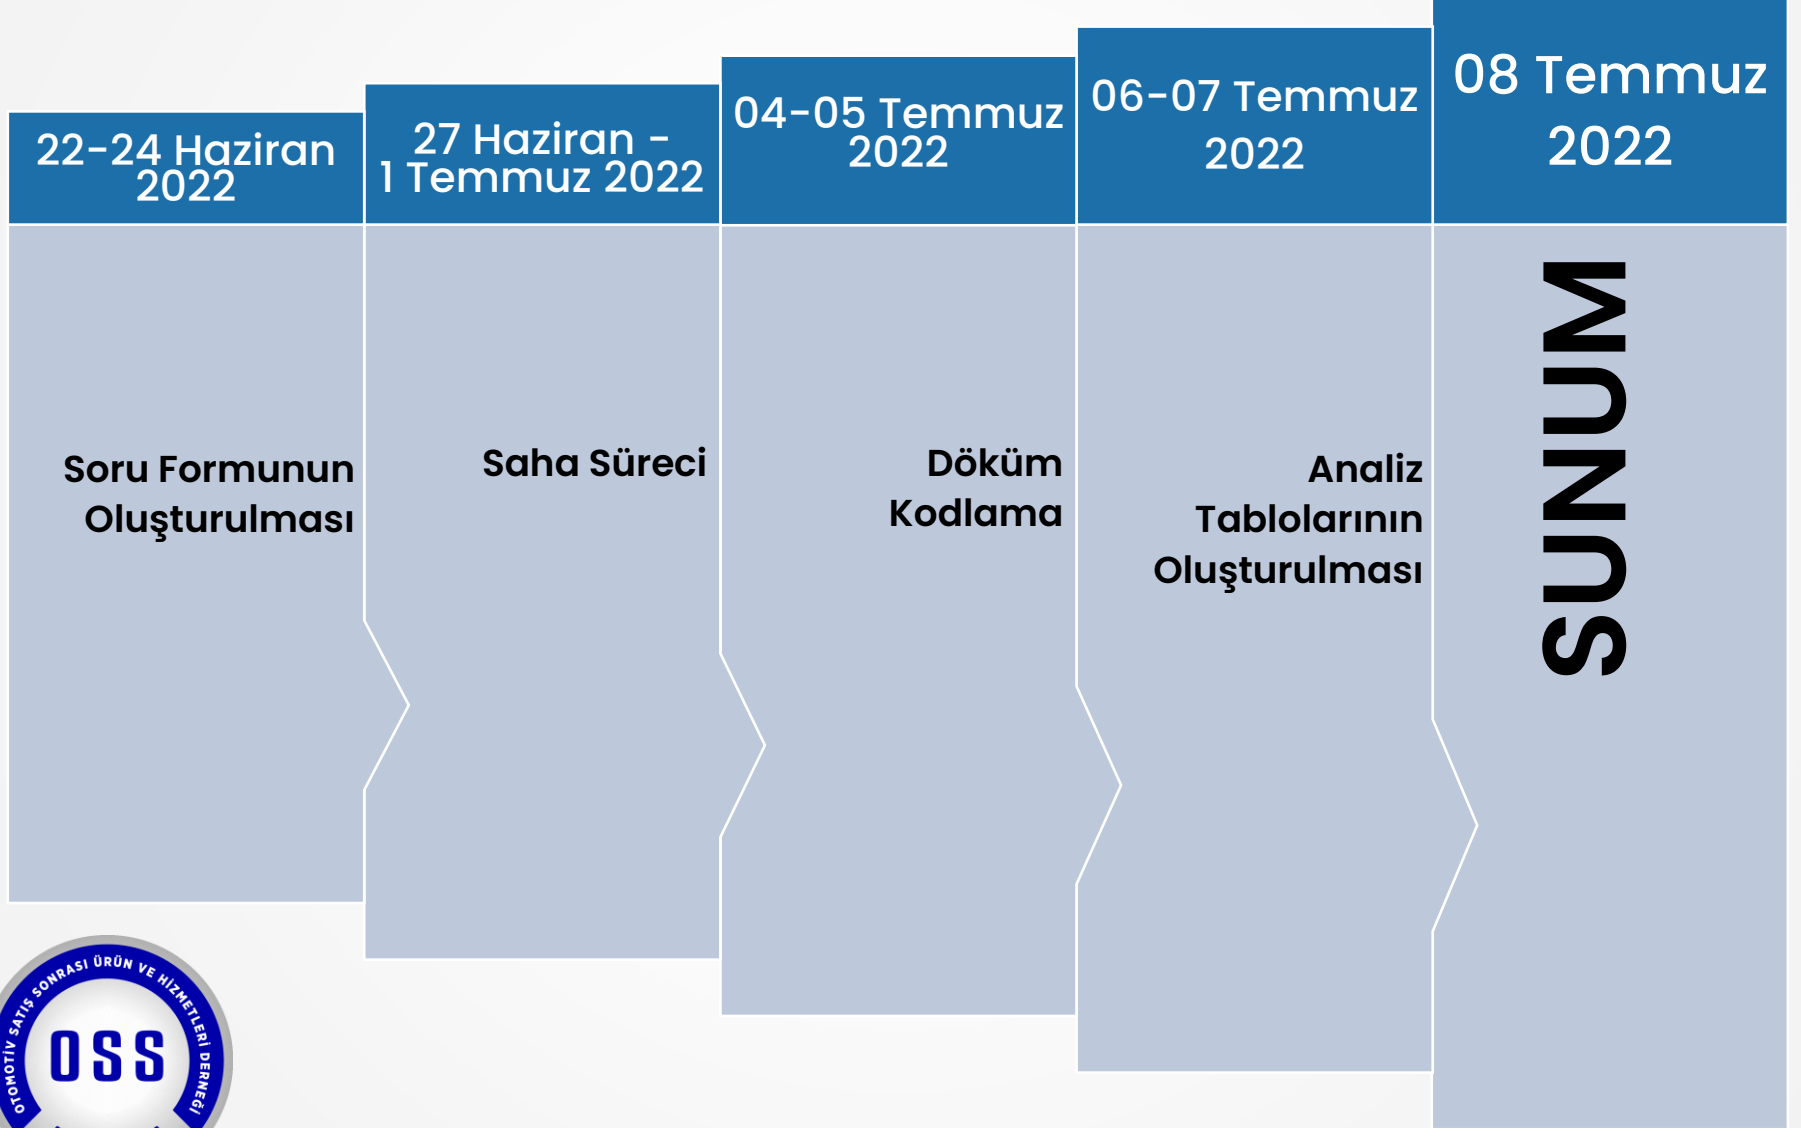 22-24 Haziran
2022
27 Haziran -
1 Temmuz 2022
04-05 Temmuz
2022
06-07 Temmuz
2022
08 Temmuz
2022
Soru Formunun
Oluşturulması
Saha Süreci
Döküm
Kodlama
Analiz
Tablolarının
Oluşturulması
SUNUM
OTOMOTİV SATIŞ SONRASI ÜRÜN VE HİZMETLERİ DERNEĞİ
OSS